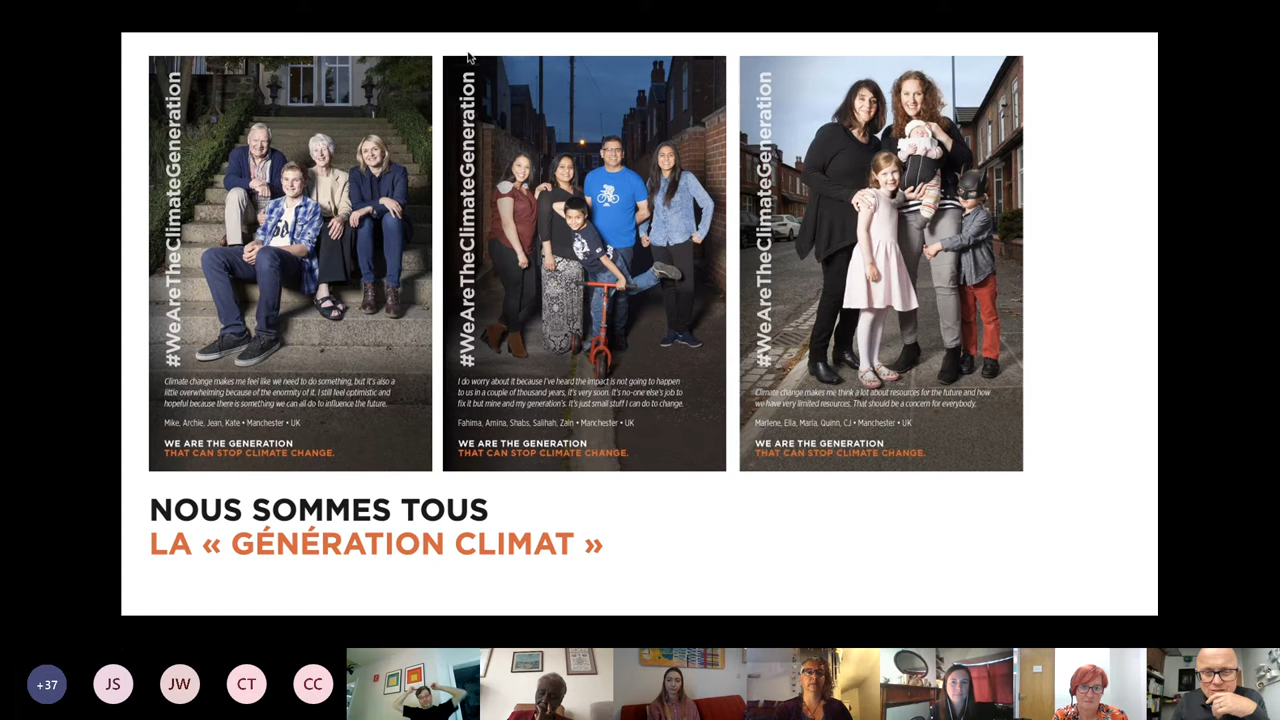 #WeAreTheClimateGeneration
Climate change makes me feel like we need to do something, but it's also a
little overwhelming because of the enormity of it. I still feel optimistic and
hopeful because there is something we can all do to influence the future.
Mike, Archie, Jean, Kate • Manchester • UK
WE ARE THE GENERATION
THAT CAN STOP CLIMATE CHANGE.
#WeAreTheClimateGeneration
I do worry about it because I've heard the impact is not going to happen
to us in a couple of thousand years, it's very soon. It's no-one else's job to
fix it but mine and my generation's. It's just small stuff I can do to change.
Fahima, Amina, Shabs, Salihah, Zain • Manchester • UK
WE ARE THE GENERATION
THAT CAN STOP CLIMATE CHANGE.
#WeAreTheClimateGeneration
Climate change makes me think a lot about resources for the future and how
we have very limited resources. That should be a concern for everybody.
Marlene, Ella, Maria, Quinn, CJ • Manchester • UK
WE ARE THE GENERATION
THAT CAN STOP CLIMATE CHANGE.
NOUS SOMMES TOUS
LA « GÉNÉRATION CLIMAT »
+37
JS
JW
CT
CC